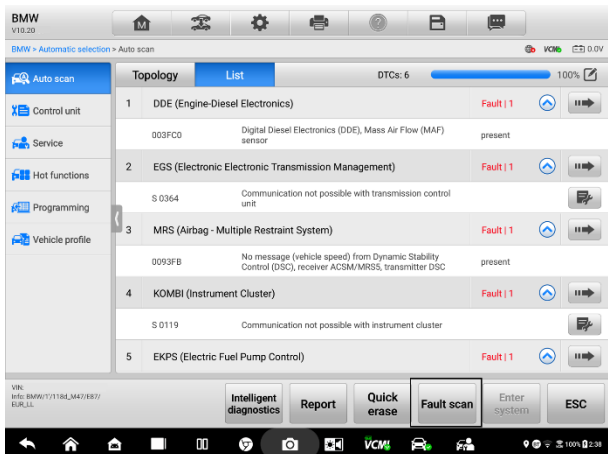 BMW
V10.20
BMW > Automatic selection > Auto scan
VCMI
0.0V
Auto scan
Control unit
Service
Hot functions
Programming
Vehicle profile
Topology
List
DTCs: 6
100%
1 DDE (Engine-Diesel Electronics) Fault | 1
003FC0 Digital Diesel Electronics (DDE), Mass Air Flow (MAF) present
sensor
2 EGS (Electronic Electronic Transmission Management) Fault | 1
S 0364 Communication not possible with transmission control
unit
3 MRS (Airbag - Multiple Restraint System) Fault | 1
0093FB No message (vehicle speed) from Dynamic Stability present
Control (DSC), receiver ACSM/MRS5, transmitter DSC
4 KOMBI (Instrument Cluster) Fault | 1
S 0119 Communication not possible with instrument cluster
5 EKPS (Electric Fuel Pump Control) Fault | 1
VIN:
Info: BMW/1'/118d_M47/E87/
EUR_LL
Intelligent
diagnostics
Report
Quick
erase
Fault scan
Enter
system
ESC
M
VCMI
100% 2:38